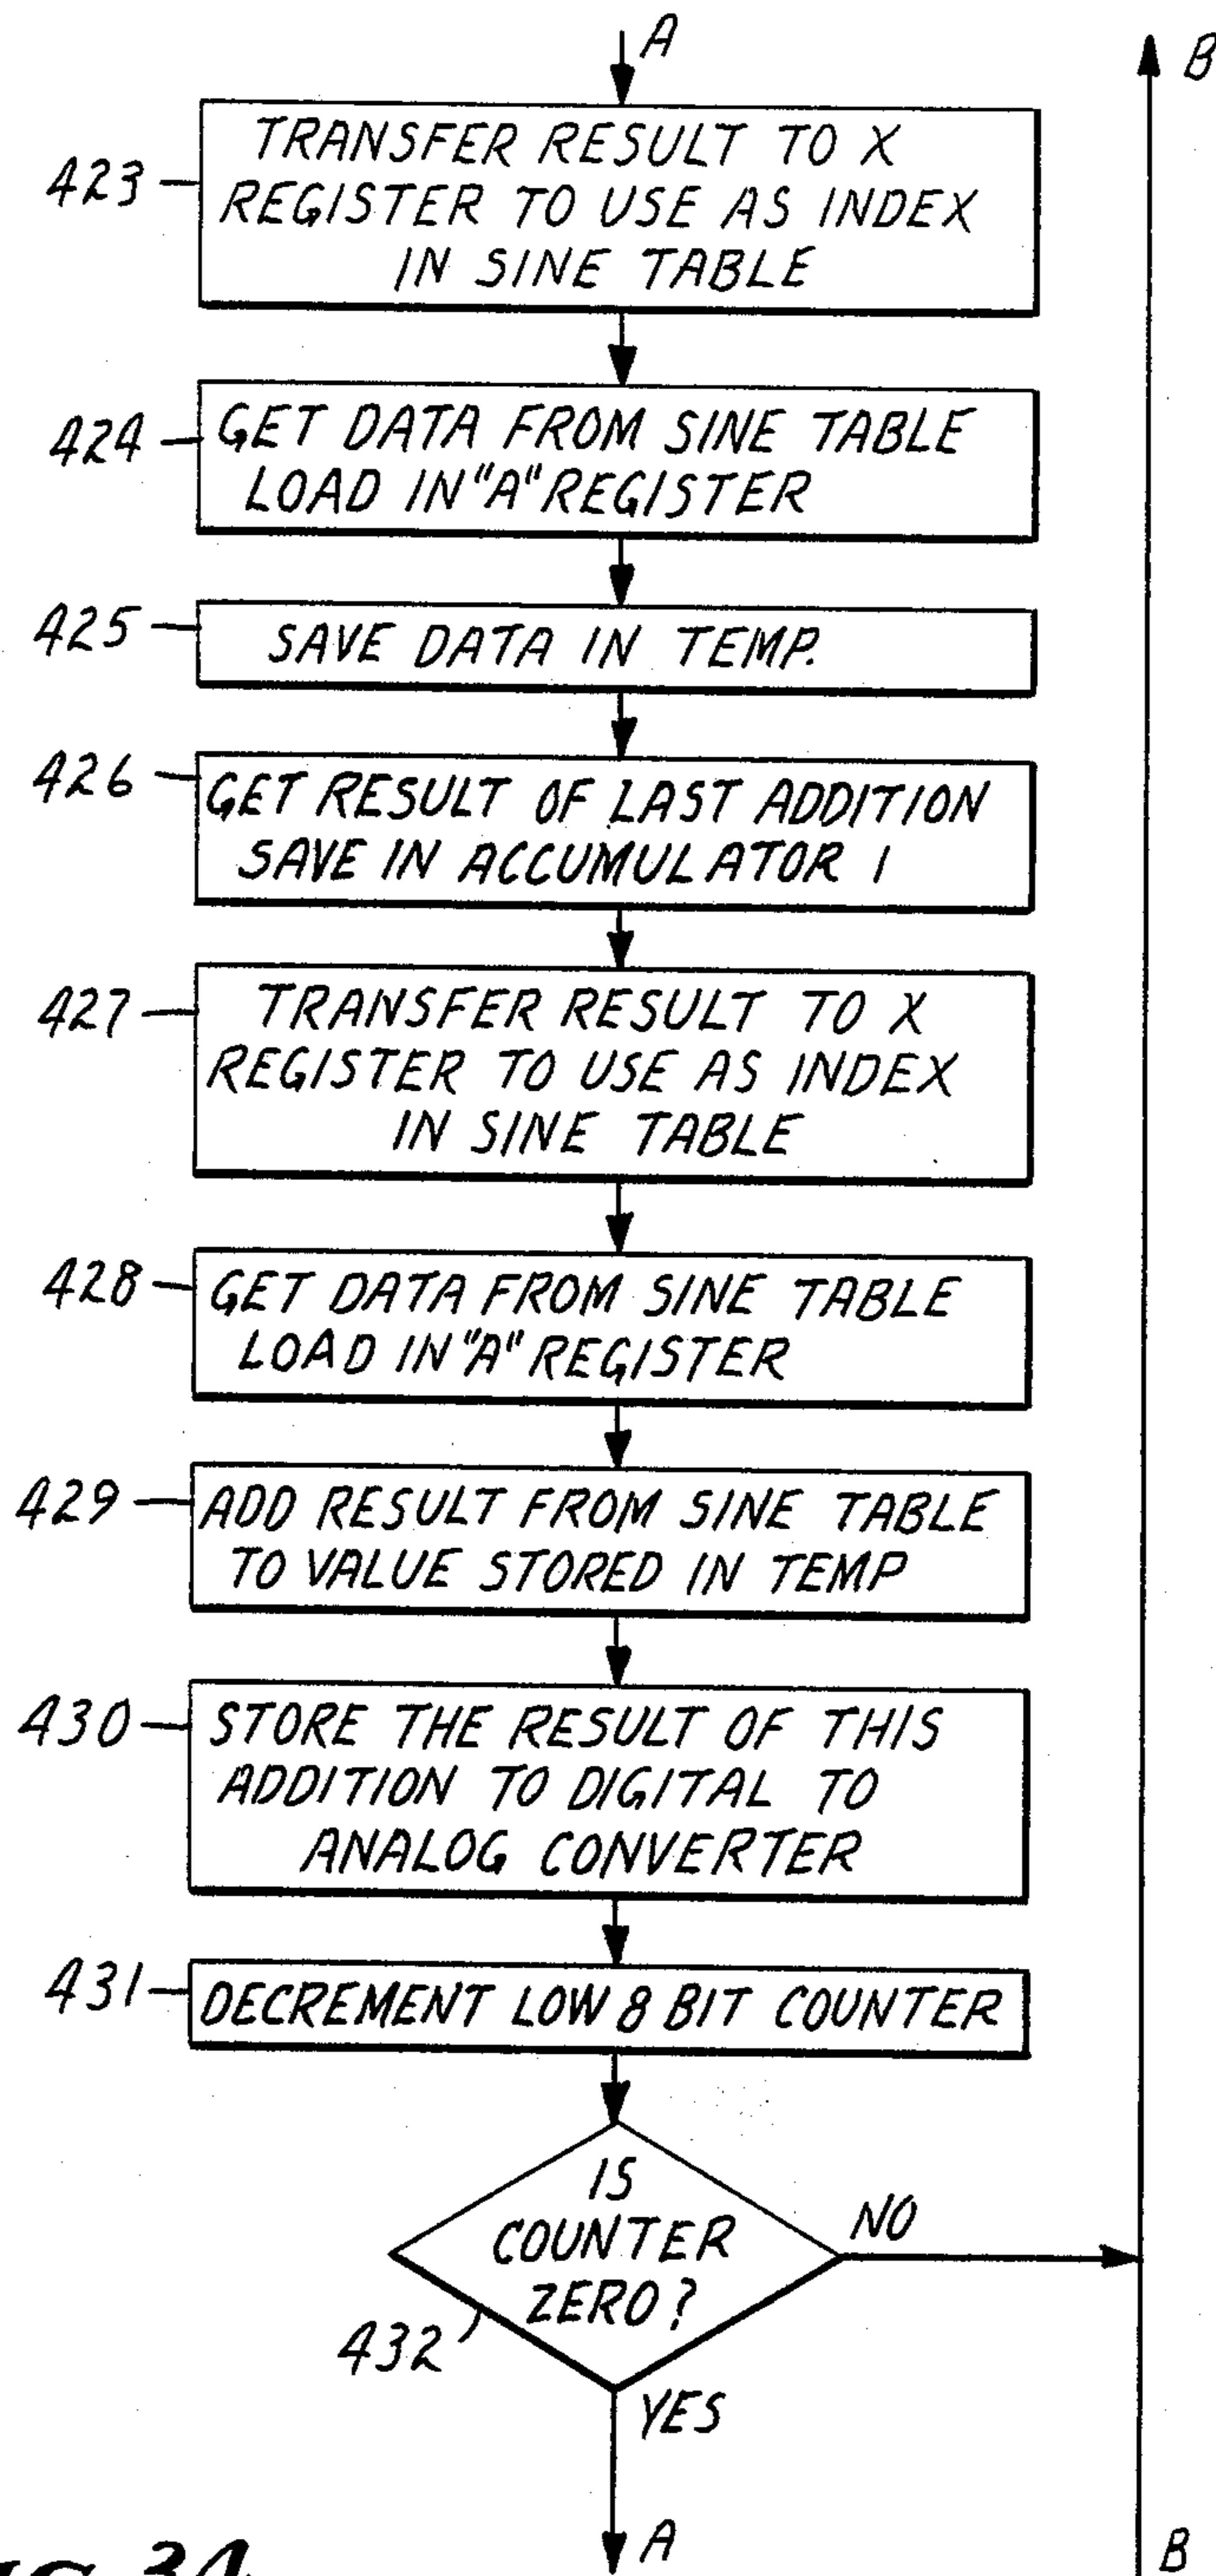 A
B
423
TRANSFER RESULT TO X
REGISTER TO USE AS INDEX
IN SINE TABLE
424
GET DATA FROM SINE TABLE
LOAD IN "A" REGISTER
425
SAVE DATA IN TEMP.
426
GET RESULT OF LAST ADDITION
SAVE IN ACCUMULATOR 1
427
TRANSFER RESULT TO X
REGISTER TO USE AS INDEX
IN SINE TABLE
428
GET DATA FROM SINE TABLE
LOAD IN "A" REGISTER
429
ADD RESULT FROM SINE TABLE
TO VALUE STORED IN TEMP
430
STORE THE RESULT OF THIS
ADDITION TO DIGITAL TO
ANALOG CONVERTER
431
DECREMENT LOW 8 BIT COUNTER
IS
COUNTER
ZERO?
NO
432
YES
A
B